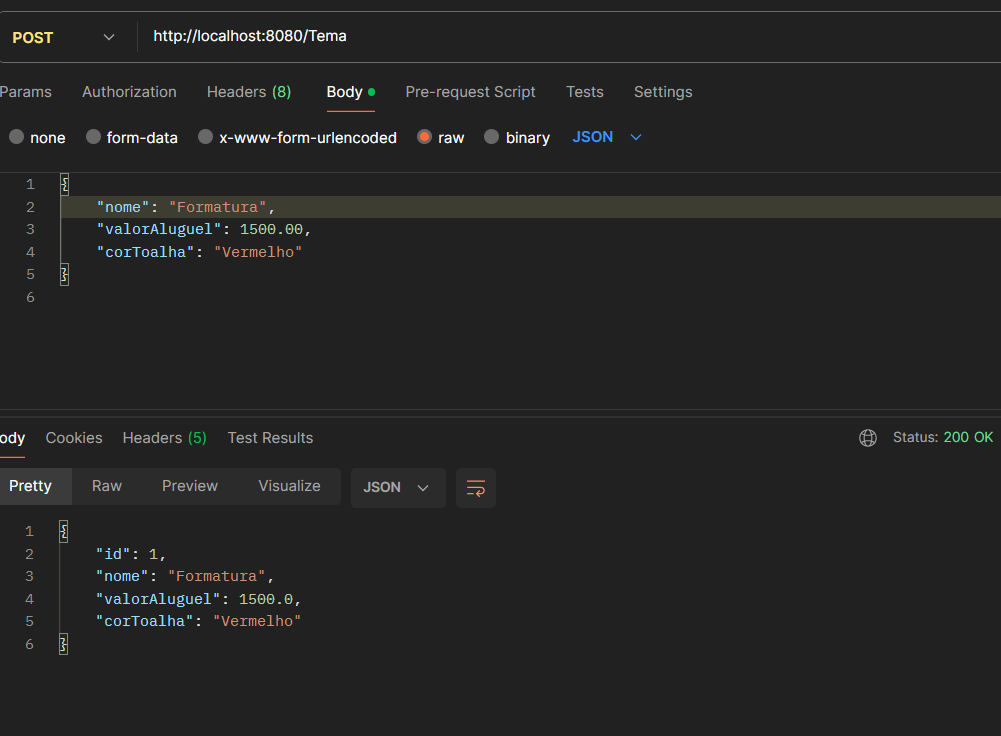 POST http://localhost:8080/Tema
Params Authorization Headers (8) Body Pre-request Script Tests Settings
none form-data x-www-form-urlencoded raw binary JSON
1 {
2 "nome": "Formatura",
3 "valorAluguel": 1500.00,
4 "corToalha": "Vermelho"
5 }
6
ody Cookies Headers (5) Test Results Status: 200 OK
Pretty Raw Preview Visualize JSON
1 {
2 "id": 1,
3 "nome": "Formatura",
4 "valorAluguel": 1500.0,
5 "corToalha": "Vermelho"
6 }